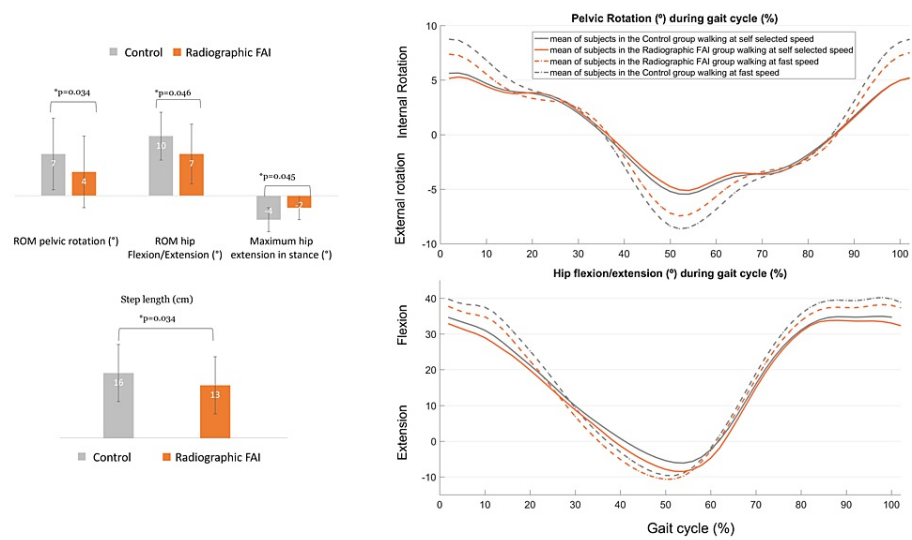 Control Radiographic FAI
*p=0.034
*p=0.046
*p=0.045
7
4
10
7
-4
-2
ROM pelvic rotation (°)
ROM hip
Flexion/Extension (°)
Maximum hip
extension in stance (°)
Step length (cm)
*p=0.034
16
13
Control Radiographic FAI
Pelvic Rotation (º) during gait cycle (%)
mean of subjects in the Control group walking at self selected speed
mean of subjects in the Radiographic FAI group walking at self selected speed
mean of subjects in the Radiographic FAI group walking at fast speed
mean of subjects in the Control group walking at fast speed
Internal Rotation
External rotation
10
5
0
-5
-10
0 10 20 30 40 50 60 70 80 90 100
Hip flexion/extension (º) during gait cycle (%)
Flexion
Extension
40
30
20
10
0
-10
0 10 20 30 40 50 60 70 80 90 100
Gait cycle (%)